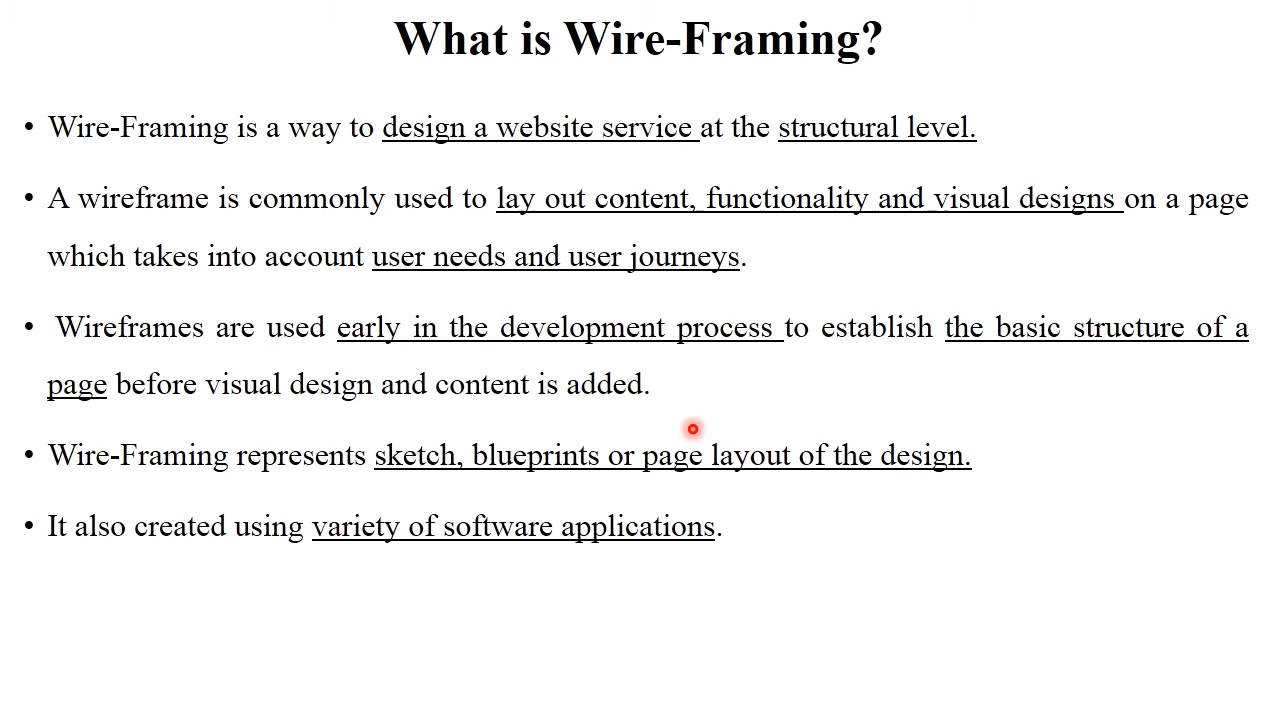 What is Wire-Framing?
• Wire-Framing is a way to design a website service at the structural level.
• A wireframe is commonly used to lay out content, functionality and visual designs on a page
which takes into account user needs and user journeys.
• Wireframes are used early in the development process to establish the basic structure of a
page before visual design and content is added.
• Wire-Framing represents sketch, blueprints or page layout of the design.
• It also created using variety of software applications.